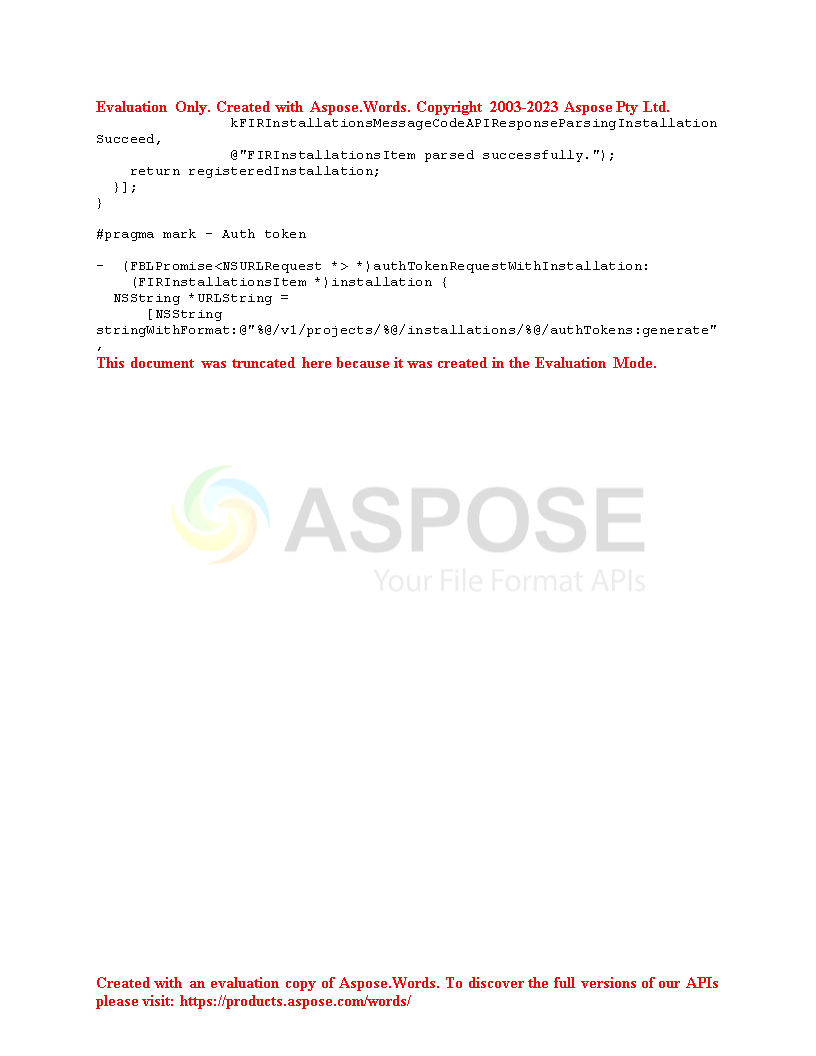 Evaluation Only. Created with Aspose.Words. Copyright 2003-2023 Aspose Pty Ltd.
                kFIRInstallationsMessageCodeAPIResponseParsingInstallation
Succeed,
                @"FIRInstallationsItem parsed successfully.");
    return registeredInstallation;
  }];
}

#pragma mark - Auth token

-  (FBLPromise<NSURLRequest *> *)authTokenRequestWithInstallation:
    (FIRInstallationsItem *)installation {
  NSString *URLString =
      [NSString
stringWithFormat:@"%@/v1/projects/%@/installations/%@/authTokens:generate"
,
This document was truncated here because it was created in the Evaluation Mode.
ASPOSE
Your File Format APIs
Created with an evaluation copy of Aspose.Words. To discover the full versions of our APIs
please visit: https://products.aspose.com/words/